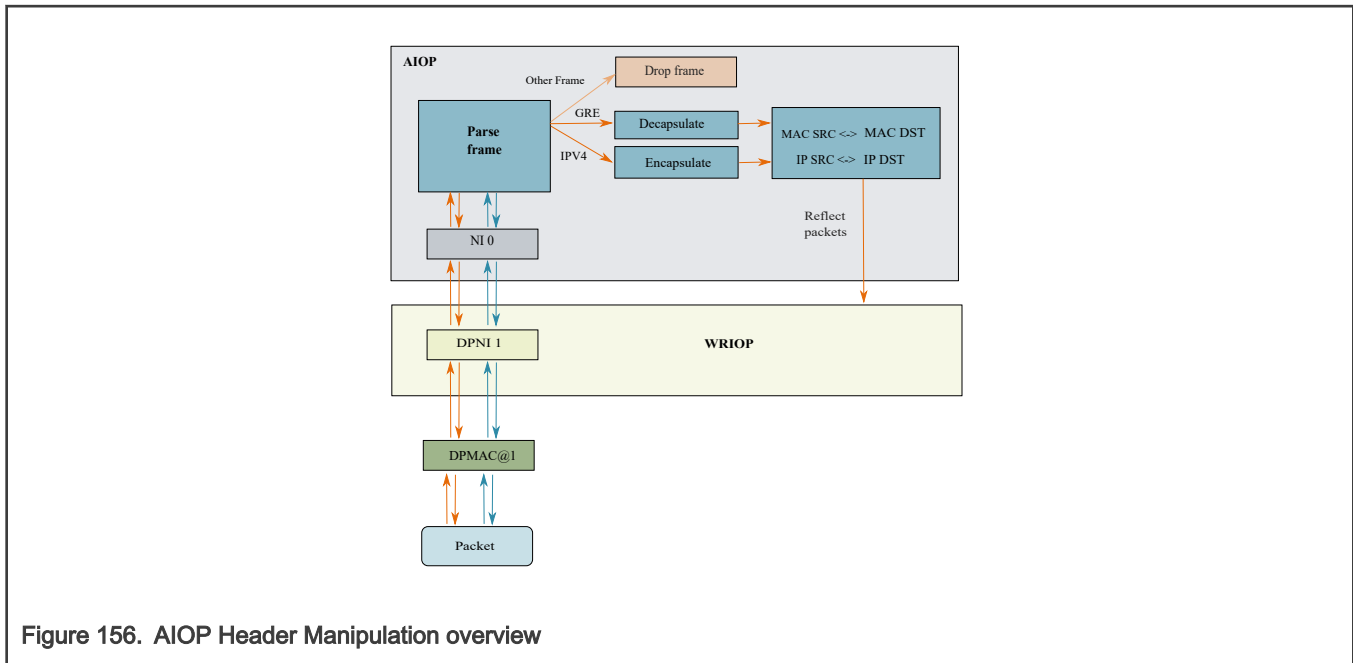 AIOP
Drop frame
Other Frame
GRE
Decapsulate
Parse
frame
MAC SRC <-> MAC DST
IPV4
Encapsulate
IP SRC <-> IP DST
Reflect
packets
NI 0
DPNI 1
WRIOP
DPMAC@1
Packet
Figure 156. AIOP Header Manipulation overview